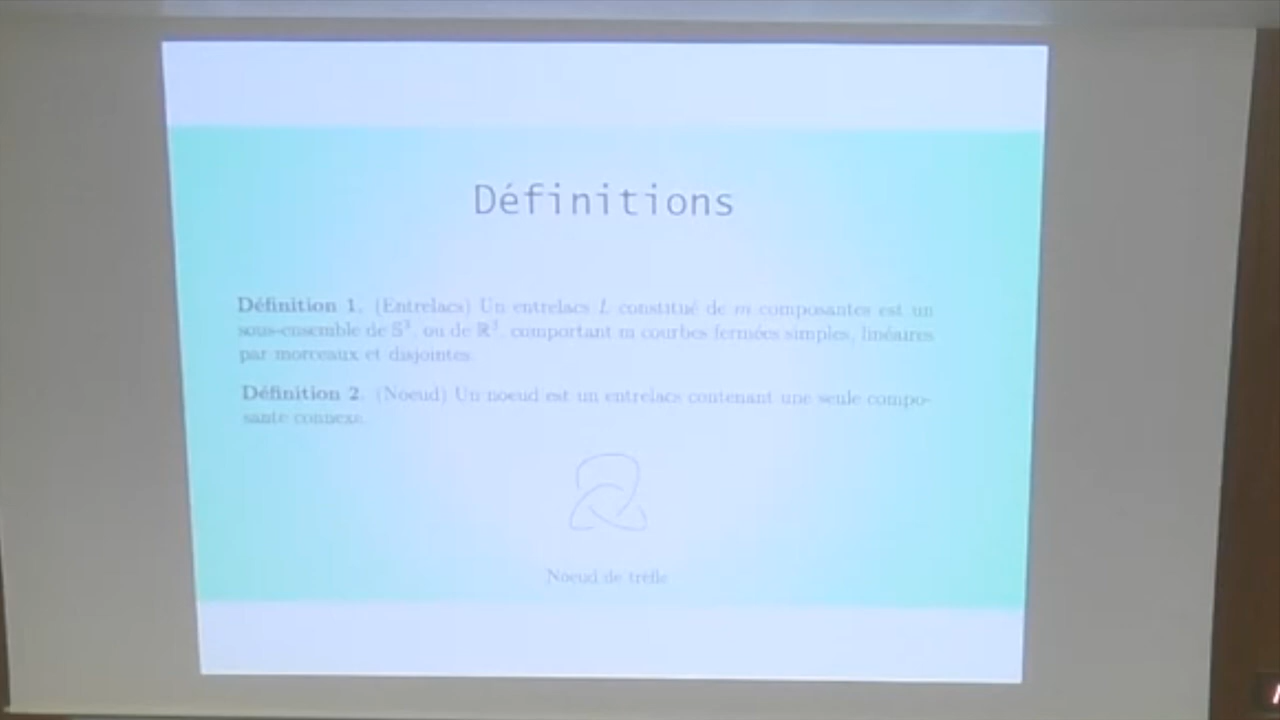 Définitions
Définition 1. (Entrelacs) Un entrelacs L constitué de m composantes est un
sous-ensemble de S³, ou de ℝ³, comportant m courbes fermées simples, linéaires
par morceaux et disjointes.
Définition 2. (Noeud) Un noeud est un entrelacs contenant une seule compo-
sante connexe.
Noeud de trèfle